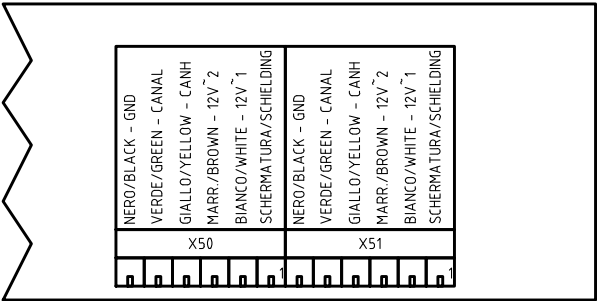 NERO/BLACK - GND
VERDE/GREEN - CANAL
GIALLO/YELLOW - CANH
MARR./BROWN - 12V~2
BIANCO/WHITE - 12V~1
SCHERMATURA/SCHIELDING
NERO/BLACK - GND
VERDE/GREEN - CANAL
GIALLO/YELLOW - CANH
MARR./BROWN - 12V~2
BIANCO/WHITE - 12V~1
SCHERMATURA/SCHIELDING
X50
X51
1
1